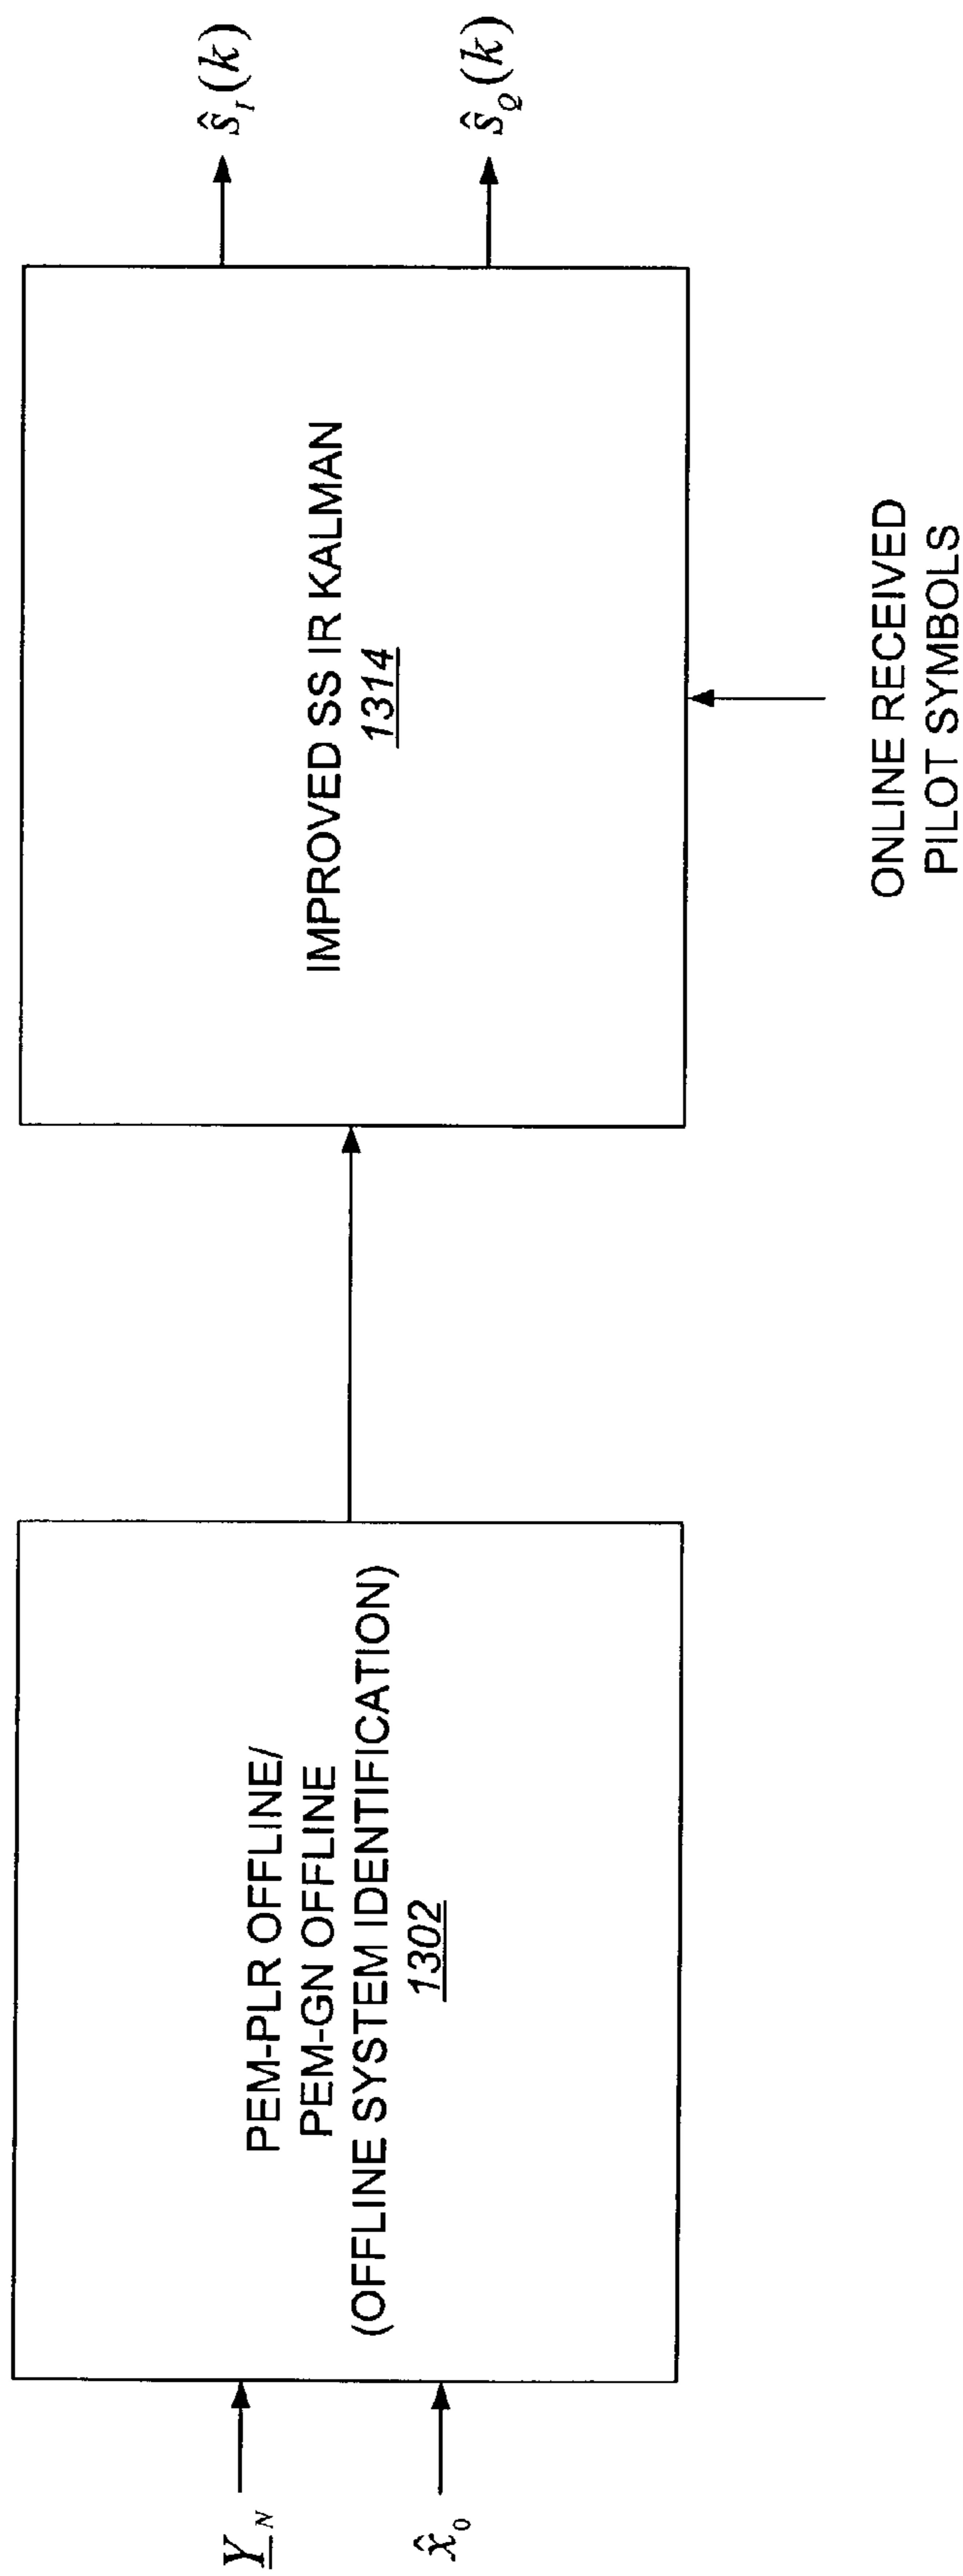 Y_N
x̂_0
PEM-PLR OFFLINE/
PEM-GN OFFLINE
(OFFLINE SYSTEM IDENTIFICATION)
1302
IMPROVED SS IR KALMAN
1314
ONLINE RECEIVED
PILOT SYMBOLS
ŝ_I(k)
ŝ_Q(k)